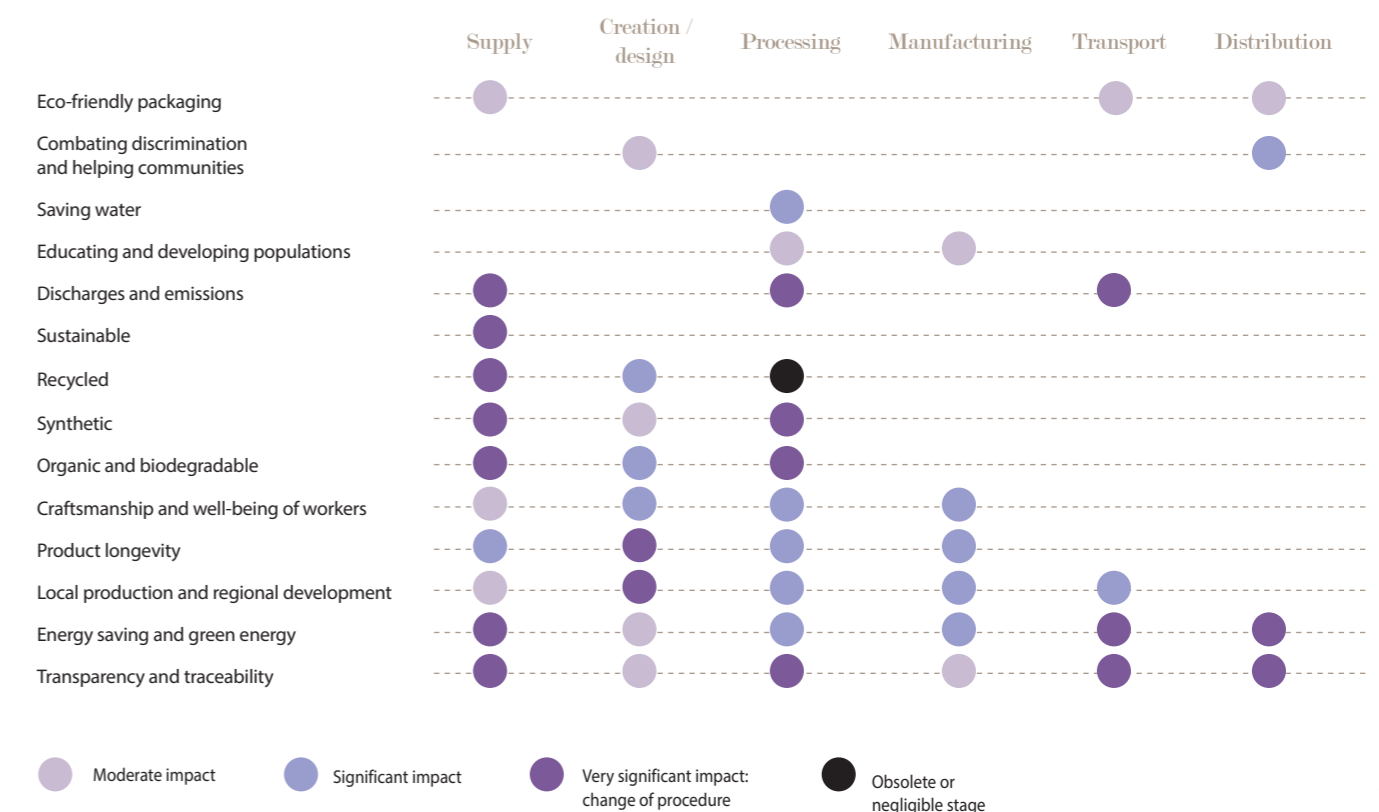 Supply
Creation /
design
Processing
Manufacturing
Transport
Distribution
Eco-friendly packaging
Combating discrimination
and helping communities
Saving water
Educating and developing populations
Discharges and emissions
Sustainable
Recycled
Synthetic
Organic and biodegradable
Craftsmanship and well-being of workers
Product longevity
Local production and regional development
Energy saving and green energy
Transparency and traceability
Moderate impact
Significant impact
Very significant impact:
change of procedure
Obsolete or
negligible stage